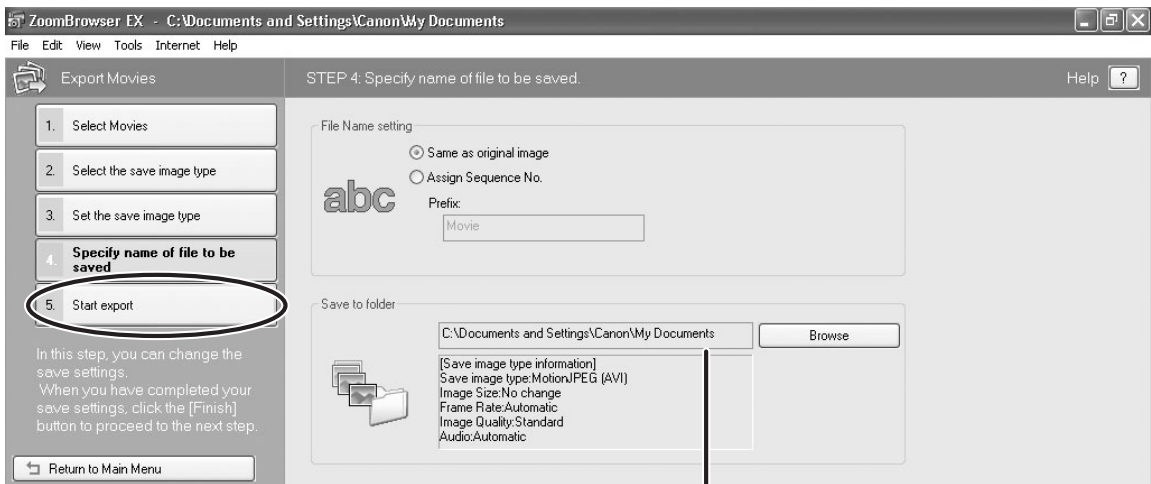 ZoomBrowser EX - C:\Documents and Settings\Canon\My Documents
File Edit View Tools Internet Help
Export Movies
STEP 4: Specify name of file to be saved.
Help ?
1. Select Movies
2. Select the save image type
3. Set the save image type
4. Specify name of file to be
saved
5. Start export
In this step, you can change the
save settings.
When you have completed your
save settings, click the [Finish]
button to proceed to the next step.
Return to Main Menu
File Name setting
abc
Same as original image
Assign Sequence No.
Prefix:
Movie
Save to folder
C:\Documents and Settings\Canon\My Documents
Browse
[Save image type information]
Save image type:MotionJPEG (AVI)
Image Size:No change
Frame Rate:Automatic
Image Quality:Standard
Audio:Automatic